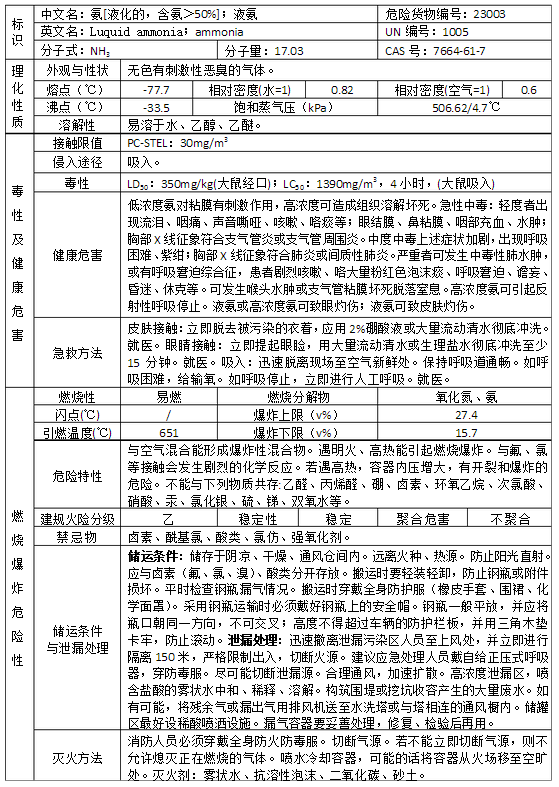 标识
中文名：氨[液化的，含氨＞50%]；液氨 危险货物编号：23003
英文名：Luquid ammonia；ammonia UN 编号：1005
分子式：NH3 分子量：17.03 CAS 号：7664-61-7
理化性质
外观与性状 无色有刺激性恶臭的气体。
熔点（℃） -77.7 相对密度(水=1) 0.82 相对密度(空气=1) 0.6
沸点（℃） -33.5 饱和蒸气压（kPa） 506.62/4.7℃
溶解性 易溶于水、乙醇、乙醚。
毒性及健康危害
接触限值 PC-STEL：30mg/m3
侵入途径 吸入。
毒性 LD50：350mg/kg(大鼠经口)；LC50：1390mg/m3，4 小时，(大鼠吸入)
健康危害
低浓度氨对粘膜有刺激作用，高浓度可造成组织溶解坏死。急性中毒：轻度者出
现流泪、咽痛、声音嘶哑、咳嗽、咯痰等；眼结膜、鼻粘膜、咽部充血、水肿；
胸部 X 线征象符合支气管炎或支气管周围炎。中度中毒上述症状加剧，出现呼吸
困难、紫绀；胸部 X 线征象符合肺炎或间质性肺炎。严重者可发生中毒性肺水肿，
或有呼吸窘迫综合征，患者剧烈咳嗽、咯大量粉红色泡沫痰、呼吸窘迫、谵妄、
昏迷、休克等。可发生喉头水肿或支气管粘膜坏死脱落窒息。高浓度氨可引起反
射性呼吸停止。液氨或高浓度氨可致眼灼伤；液氨可致皮肤灼伤。
急救方法
皮肤接触：立即脱去被污染的衣着，应用 2%硼酸液或大量流动清水彻底冲洗。
就医。眼睛接触：立即提起眼睑，用大量流动清水或生理盐水彻底冲洗至少
15 分钟。就医。吸入：迅速脱离现场至空气新鲜处。保持呼吸道通畅。如呼
吸困难，给输氧。如呼吸停止，立即进行人工呼吸。就医。
燃烧爆炸危险性
燃烧性 易燃 燃烧分解物 氧化氮、氨
闪点(℃) / 爆炸上限（v%） 27.4
引燃温度(℃) 651 爆炸下限（v%） 15.7
危险特性
与空气混合能形成爆炸性混合物。遇明火、高热能引起燃烧爆炸。与氟、氯
等接触会发生剧烈的化学反应。若遇高热，容器内压增大，有开裂和爆炸的
危险。不能与下列物质共存:乙醛、丙烯醛、硼、卤素、环氧乙烷、次氯酸、
硝酸、汞、氯化银、硫、锑、双氧水等。
建规火险分级 乙 稳定性 稳定 聚合危害 不聚合
禁忌物 卤素、酰基氯、酸类、氯仿、强氧化剂。
储运条件与泄漏处理
储运条件：储存于阴凉、干燥、通风仓间内。远离火种、热源。防止阳光直射。
应与卤素（氟、氯、溴）、酸类分开存放。搬运时要轻装轻卸，防止钢瓶或附件
损坏。平时检查钢瓶漏气情况。搬运时穿戴全身防护服（橡皮手套、围裙、化
学面罩）。采用钢瓶运输时必须戴好钢瓶上的安全帽。钢瓶一般平放，并应将
瓶口朝同一方向，不可交叉；高度不得超过车辆的防护栏板，并用三角木垫
卡牢，防止滚动。泄漏处理：迅速撤离泄漏污染区人员至上风处，并立即进行
隔离 150 米，严格限制出入，切断火源。建议应急处理人员戴自给正压式呼吸
器，穿防毒服。尽可能切断泄漏源。合理通风，加速扩散。高浓度泄漏区，喷
含盐酸的雾状水中和、稀释、溶解。构筑围堤或挖坑收容产生的大量废水。如
有可能，将残余气或漏出气用排风机送至水洗塔或与塔相连的通风橱内。储罐
区最好设稀酸喷洒设施。漏气容器要妥善处理，修复、检验后再用。
灭火方法
消防人员必须穿戴全身防火防毒服。切断气源。若不能立即切断气源，则不
允许熄灭正在燃烧的气体。喷水冷却容器，可能的话将容器从火场移至空旷
处。灭火剂：雾状水、抗溶性泡沫、二氧化碳、砂土。